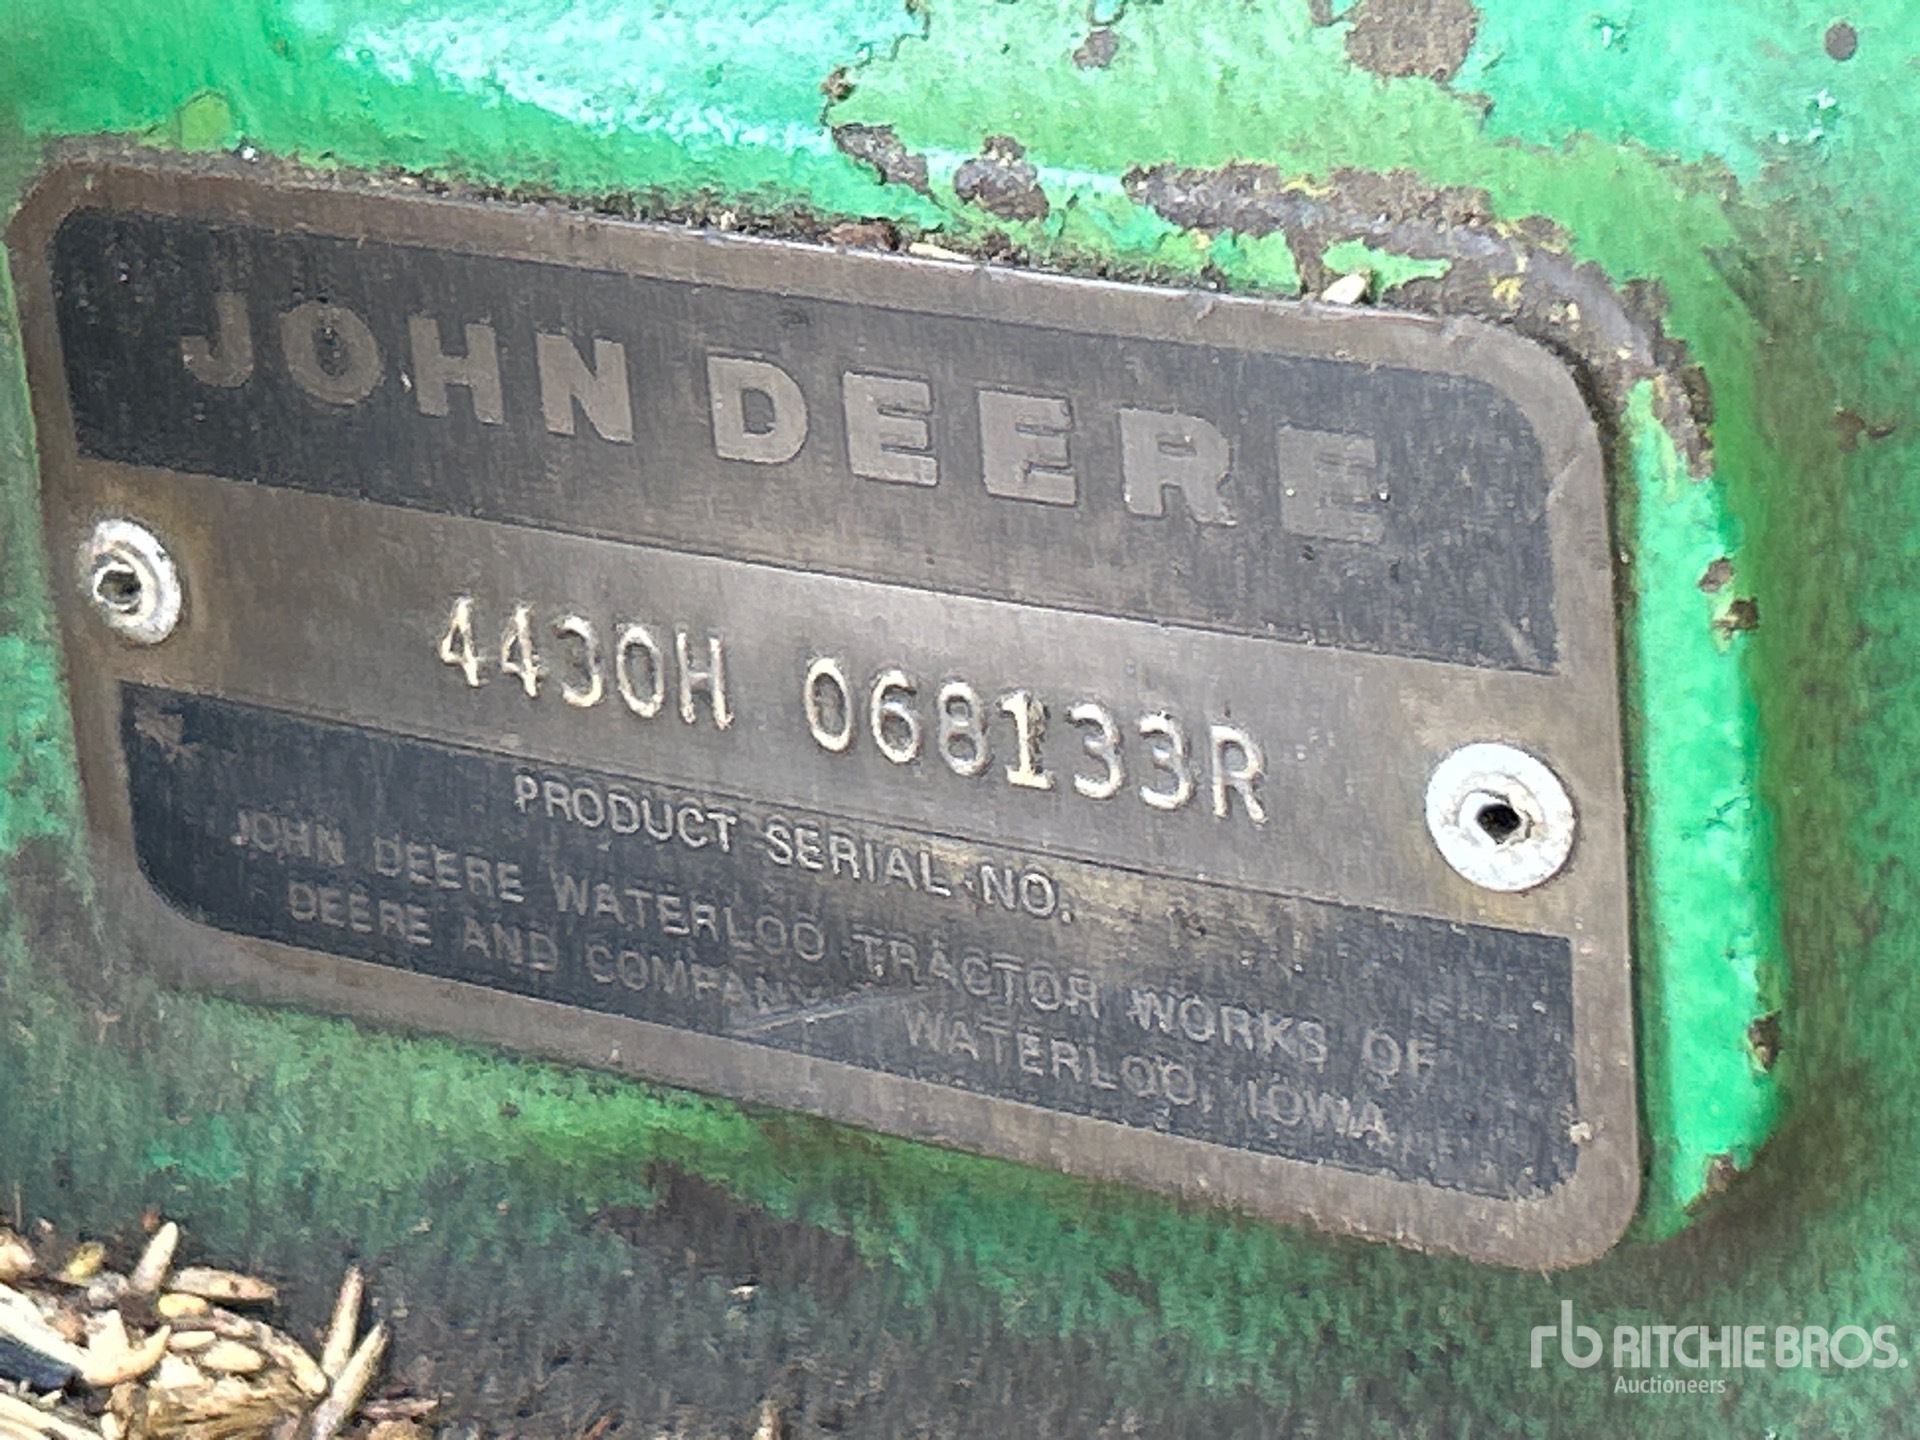 JOHN DEERE
4430H 068133R
PRODUCT SERIAL NO.
JOHN DEERE WATERLOO TRACTOR WORKS OF
DEERE AND COMPANY WATERLOO, IOWA
rb RITCHIE BROS.
Auctioneers